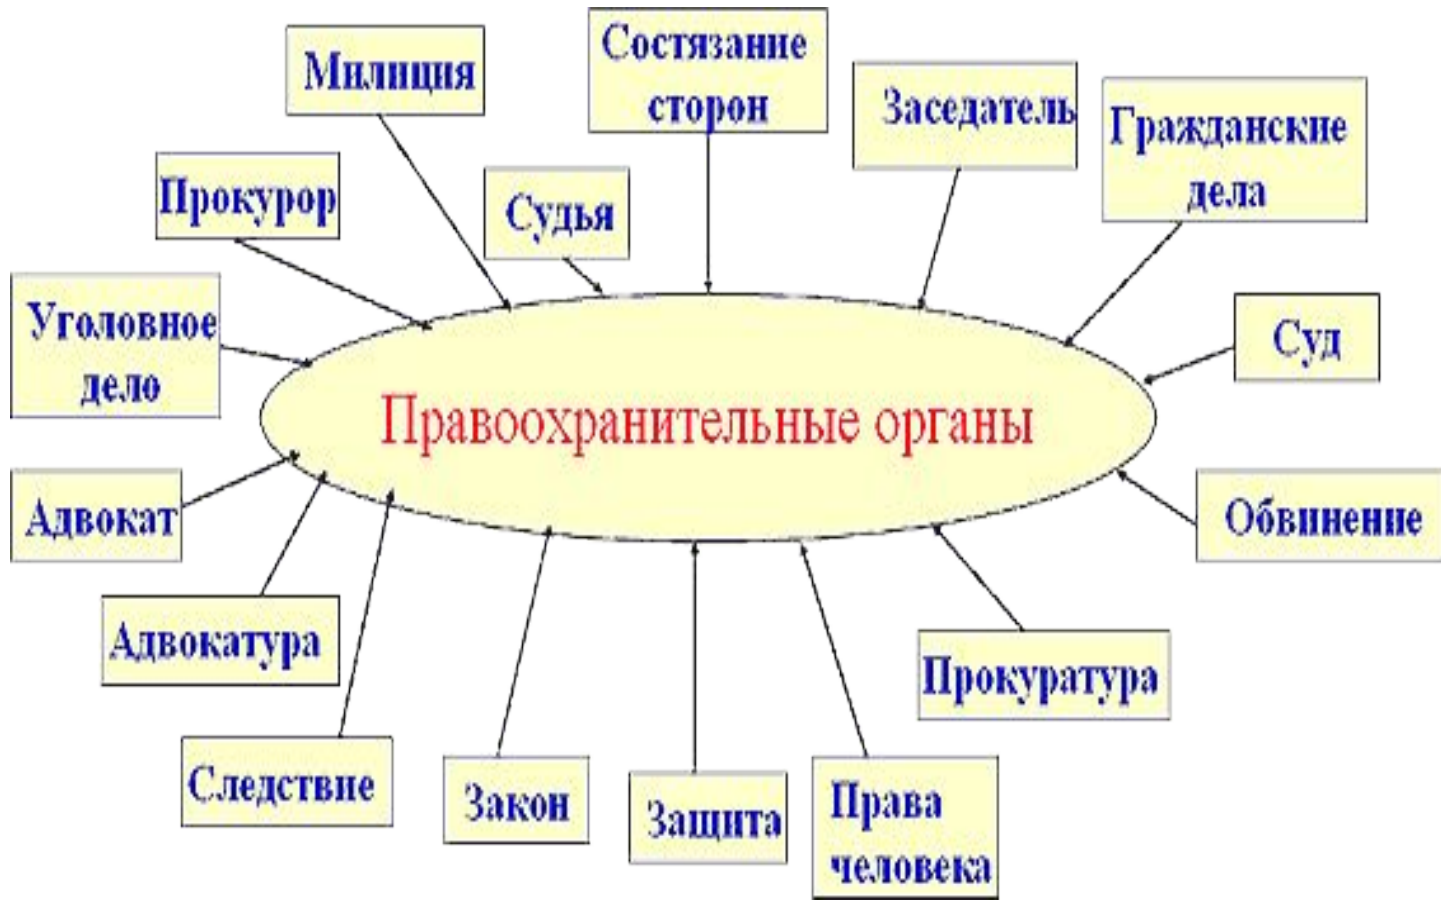 Состязание
сторон
Милиция
Заседатель
Гражданские
дела
Прокурор
Судья
Уголовное
дело
Суд
Правоохранительные органы
Адвокат
Обвинение
Адвокатура
Прокуратура
Следствие
Закон
Защита
Права
человека